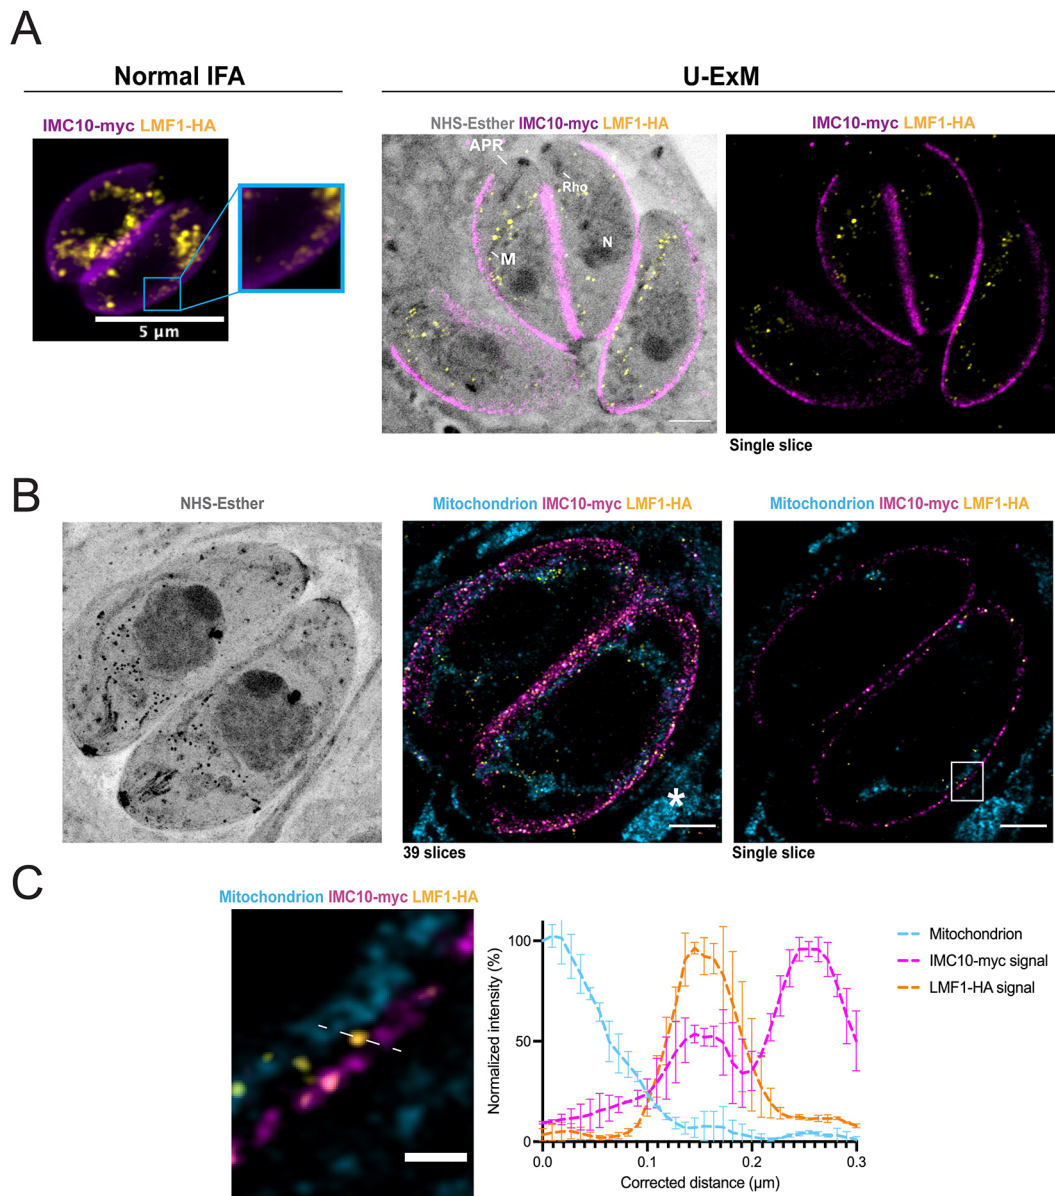 A
Normal IFA
U-ExM
IMC10-myc LMF1-HA
5 µm
NHS-Esther IMC10-myc LMF1-HA
APR
Rho
N
M
IMC10-myc LMF1-HA
Single slice
B
NHS-Esther
Mitochondrion IMC10-myc LMF1-HA
*
39 slices
Mitochondrion IMC10-myc LMF1-HA
Single slice
C
Mitochondrion IMC10-myc LMF1-HA
Normalized intensity (%)
100
50
0
0.0
0.1
0.2
0.3
Corrected distance (µm)
Mitochondrion
IMC10-myc signal
LMF1-HA signal